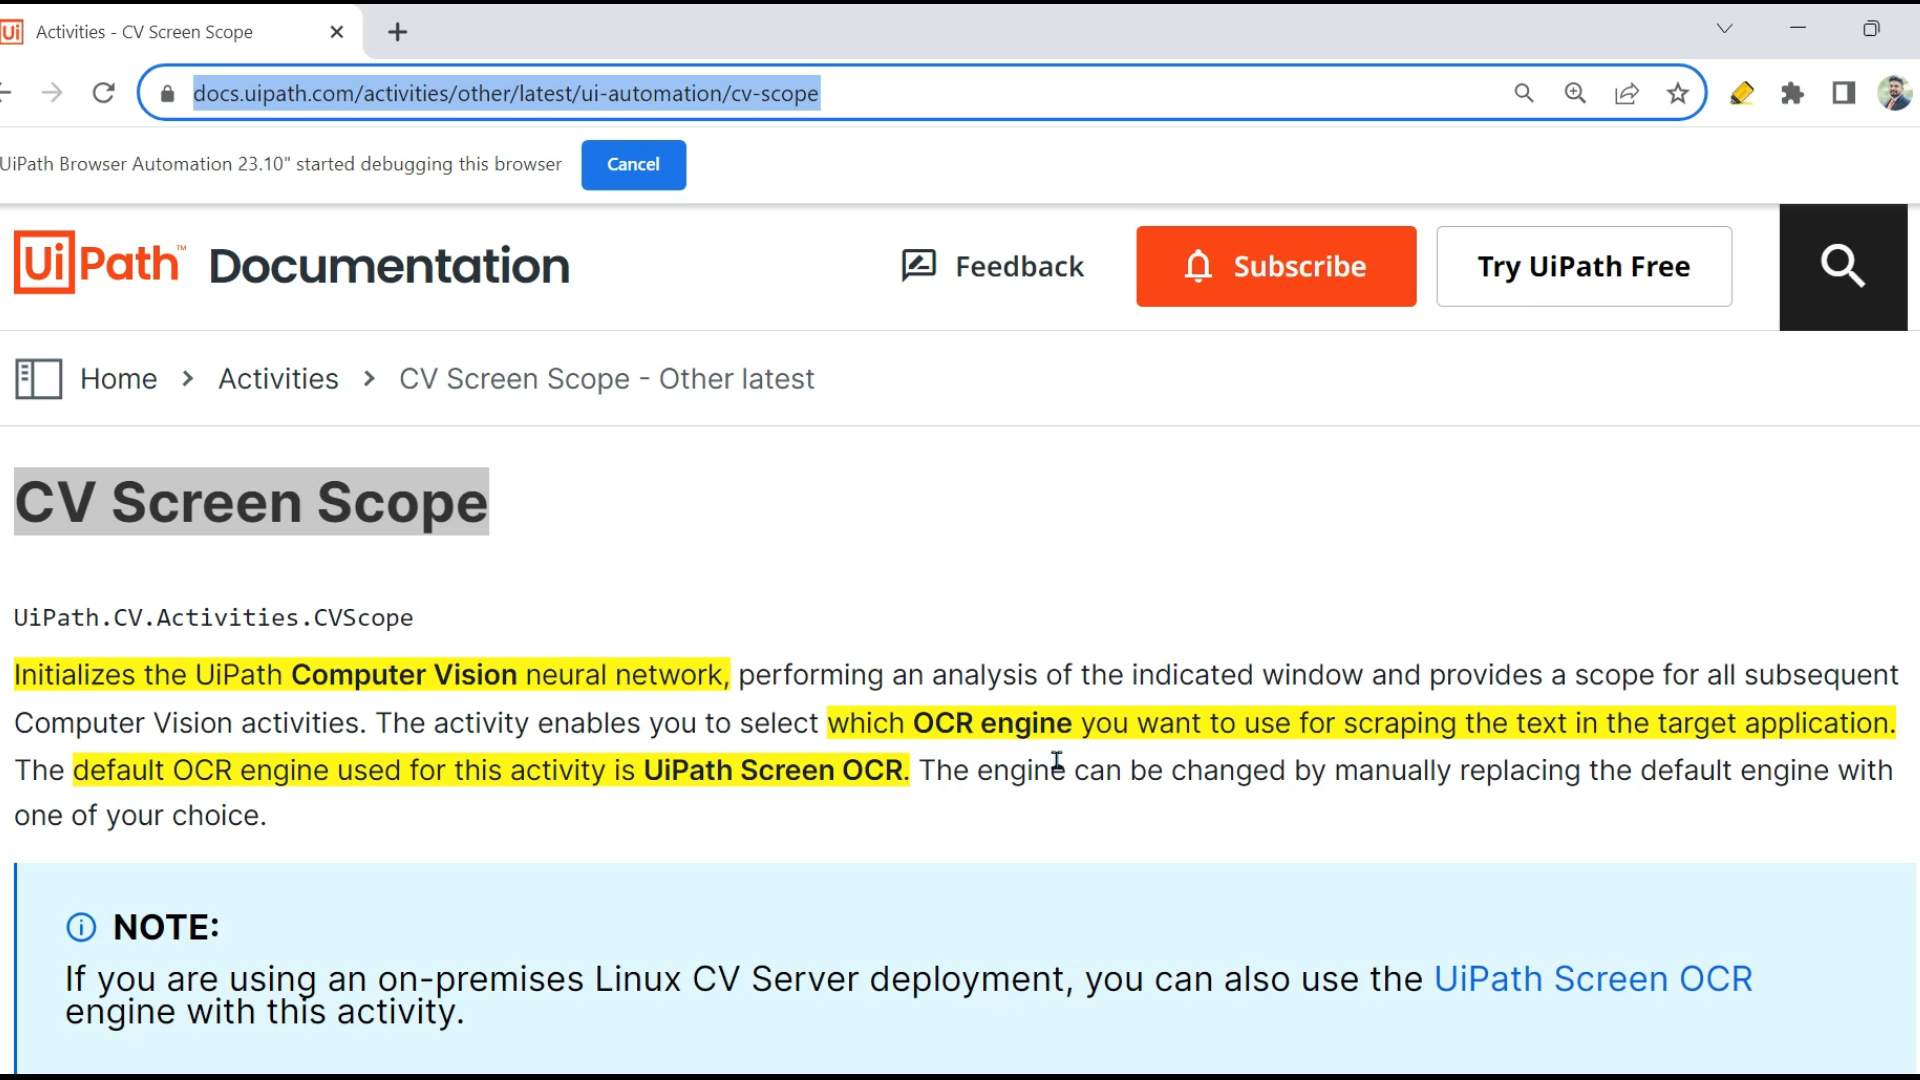 Ui Activities - CV Screen Scope
docs.uipath.com/activities/other/latest/ui-automation/cv-scope
UiPath Browser Automation 23.10" started debugging this browser Cancel
UiPath™ Documentation Feedback Subscribe Try UiPath Free
Home > Activities > CV Screen Scope - Other latest
CV Screen Scope
UiPath.CV.Activities.CVScope
Initializes the UiPath Computer Vision neural network, performing an analysis of the indicated window and provides a scope for all subsequent
Computer Vision activities. The activity enables you to select which OCR engine you want to use for scraping the text in the target application.
The default OCR engine used for this activity is UiPath Screen OCR. The engine can be changed by manually replacing the default engine with
one of your choice.
NOTE:
If you are using an on-premises Linux CV Server deployment, you can also use the UiPath Screen OCR
engine with this activity.